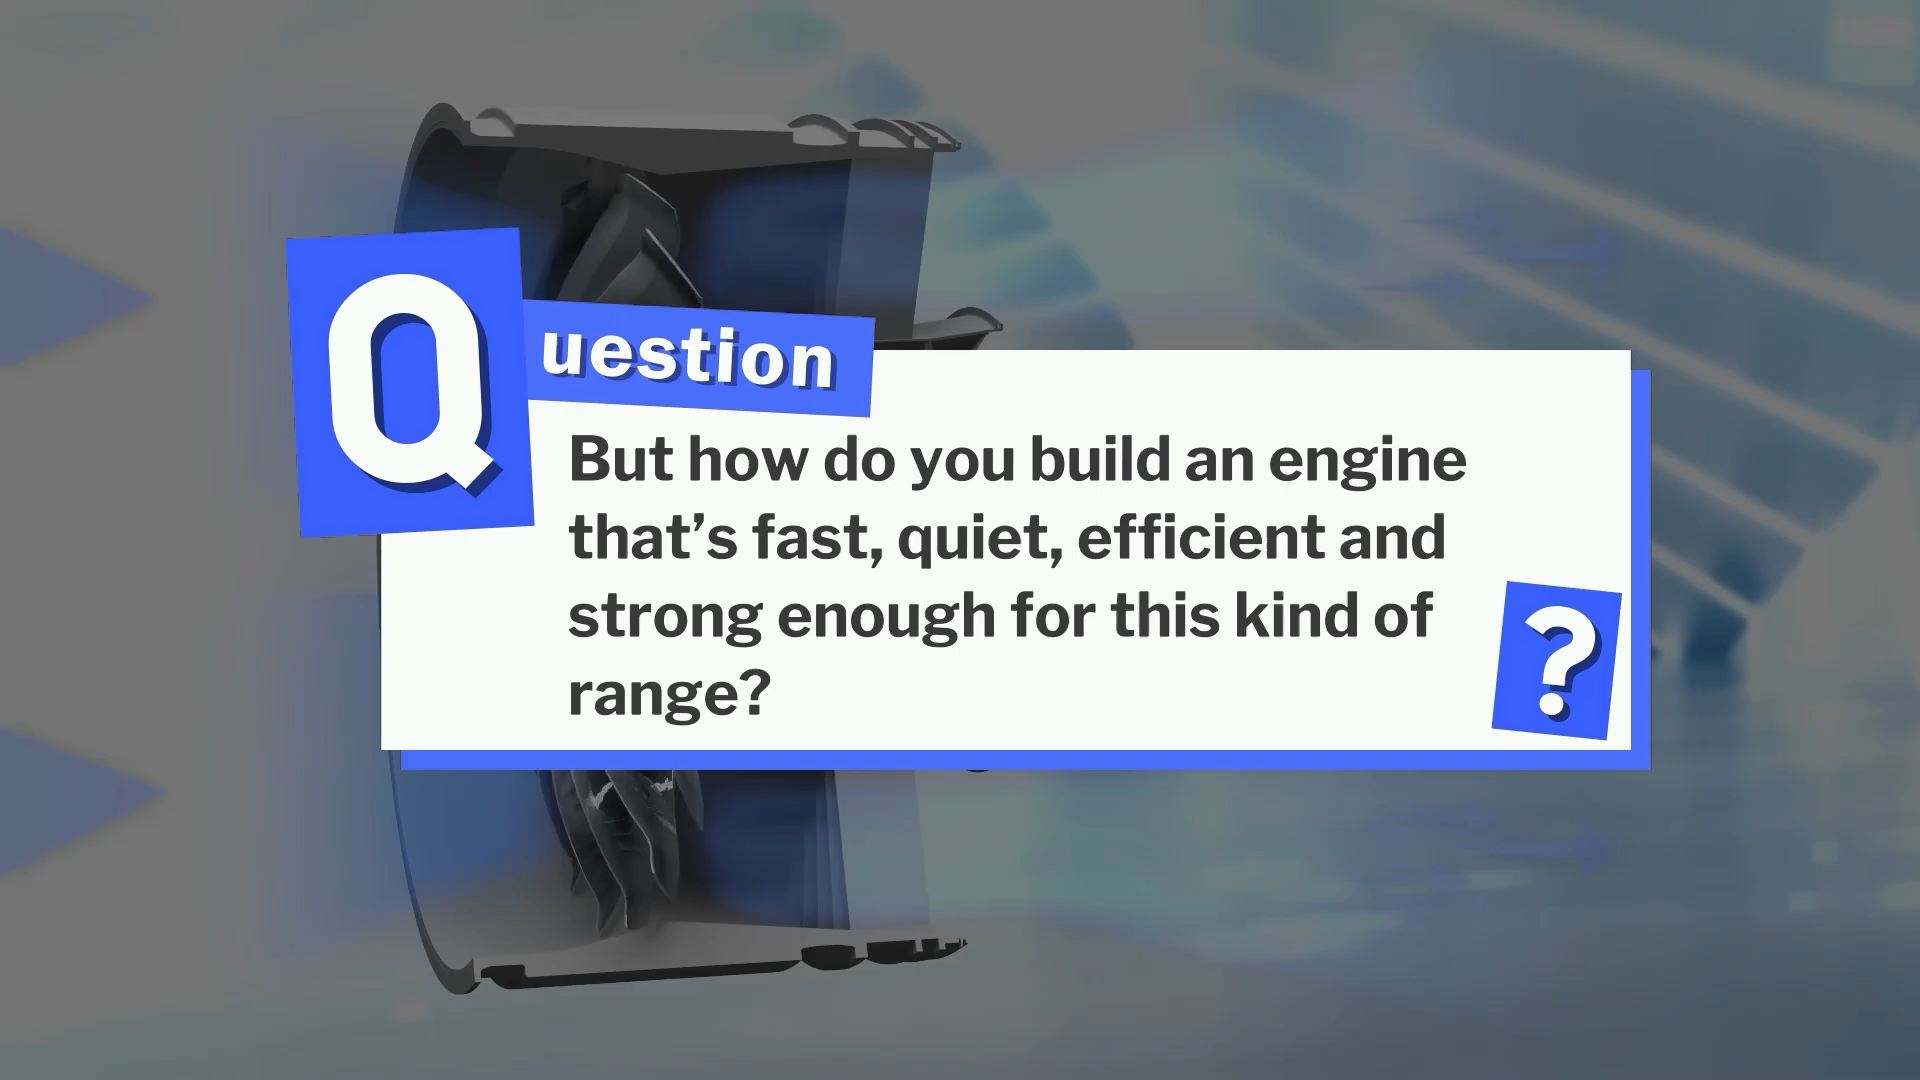 Question
But how do you build an engine
that’s fast, quiet, efficient and
strong enough for this kind of
range?
?